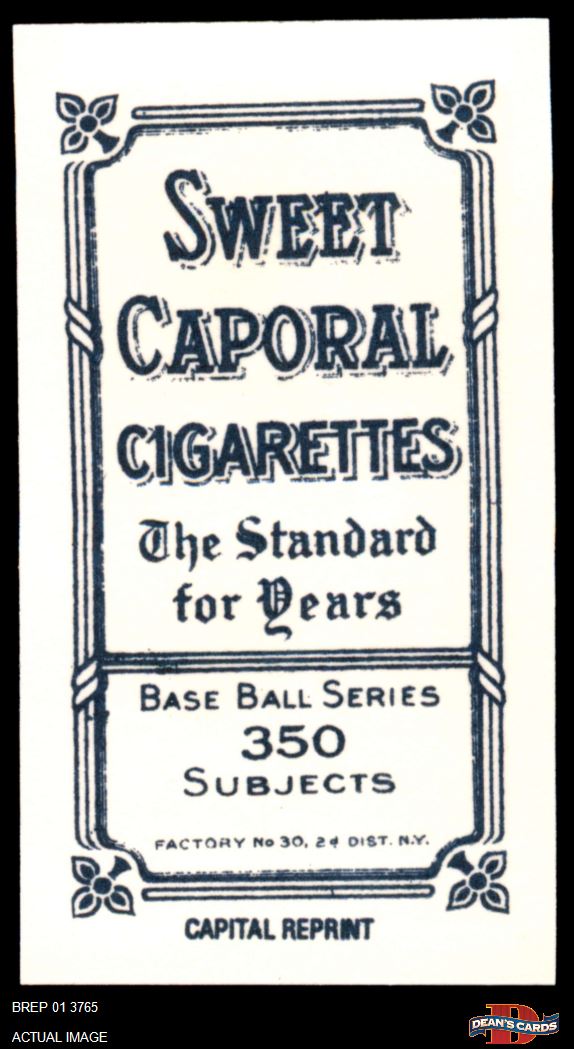 SWEET
CAPORAL
CIGARETTES
The Standard
for Years
BASE BALL SERIES
350
SUBJECTS
FACTORY No 30, 2d DIST. N.Y.
CAPITAL REPRINT
BREP 01 3765
ACTUAL IMAGE
DEAN'S CARDS